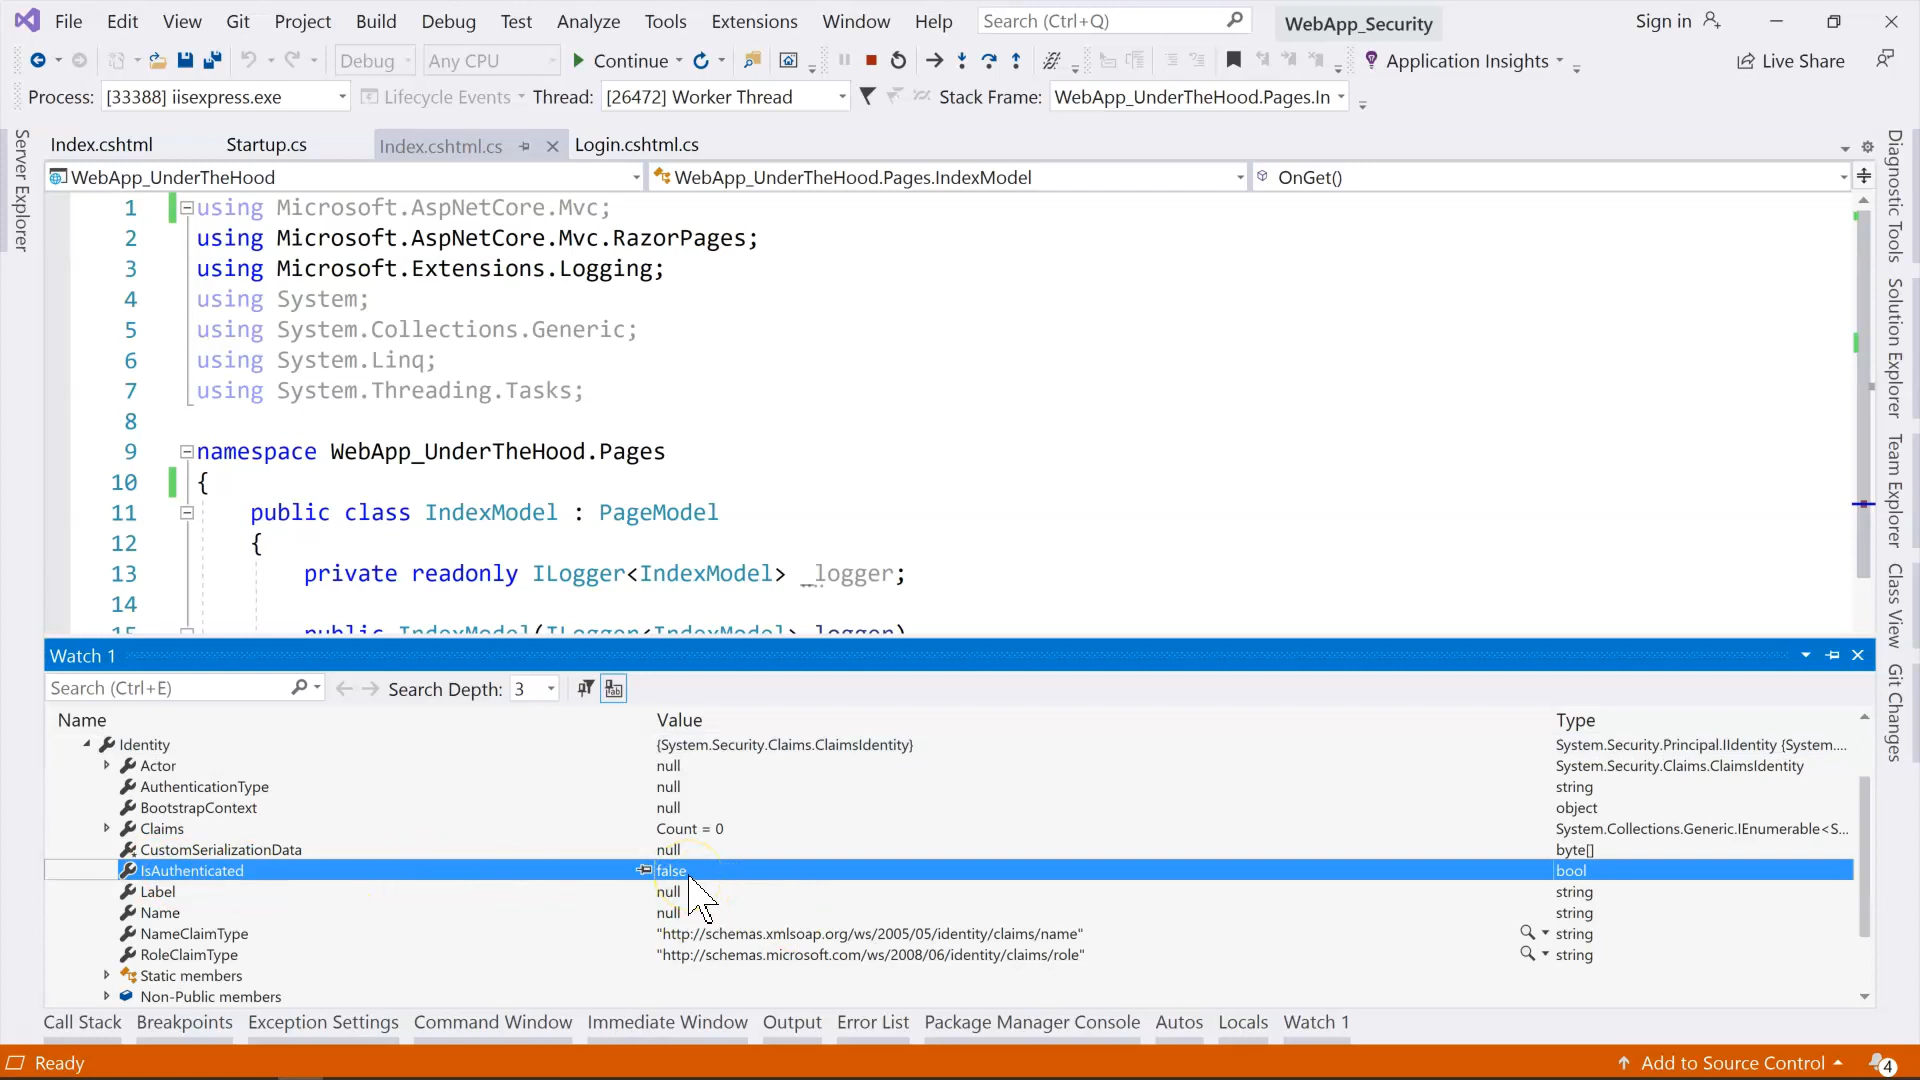 File Edit View Git Project Build Debug Test Analyze Tools Extensions Window Help Search (Ctrl+Q) WebApp_Security Sign in
Debug Any CPU Continue Application Insights Live Share
Process: [33388] iisexpress.exe Lifecycle Events Thread: [26472] Worker Thread Stack Frame: WebApp_UnderTheHood.Pages.In
Index.cshtml Startup.cs Index.cshtml.cs Login.cshtml.cs
WebApp_UnderTheHood WebApp_UnderTheHood.Pages.IndexModel OnGet()
1 using Microsoft.AspNetCore.Mvc;
2 using Microsoft.AspNetCore.Mvc.RazorPages;
3 using Microsoft.Extensions.Logging;
4 using System;
5 using System.Collections.Generic;
6 using System.Linq;
7 using System.Threading.Tasks;
8
9 namespace WebApp_UnderTheHood.Pages
10 {
11 public class IndexModel : PageModel
12 {
13 private readonly ILogger<IndexModel> _logger;
14
15 public IndexModel(ILogger<IndexModel> logger)
Server Explorer
Diagnostic Tools
Solution Explorer
Team Explorer
Class View
Git Changes
Watch 1
Search (Ctrl+E) Search Depth: 3
Name Value Type
Identity {System.Security.Claims.ClaimsIdentity} System.Security.Principal.IIdentity {System....
Actor null System.Security.Claims.ClaimsIdentity
AuthenticationType null string
BootstrapContext null object
Claims Count = 0 System.Collections.Generic.IEnumerable<S...
CustomSerializationData null byte[]
IsAuthenticated false bool
Label null string
Name null string
NameClaimType "http://schemas.xmlsoap.org/ws/2005/05/identity/claims/name" string
RoleClaimType "http://schemas.microsoft.com/ws/2008/06/identity/claims/role" string
Static members
Non-Public members
Call Stack Breakpoints Exception Settings Command Window Immediate Window Output Error List Package Manager Console Autos Locals Watch 1
Ready Add to Source Control 4